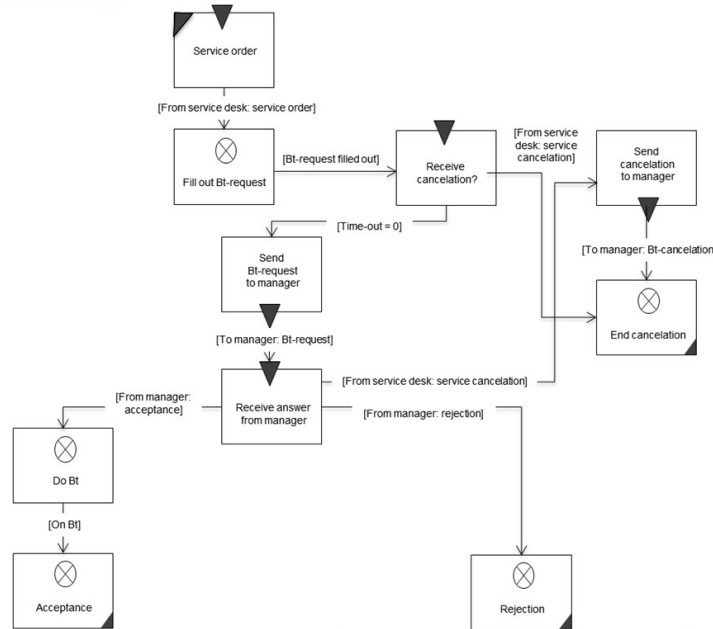 Service order
[From service desk: service order]
Fill out Bt-request
[Bt-request filled out]
Receive
cancelation?
[From service
desk: service
cancelation]
Send
cancelation
to manager
[Time-out = 0]
Send
Bt-request
to manager
[To manager: Bt-cancelation
End cancelation
[To manager: Bt-request]
[From service desk: service cancelation]
[From manager:
acceptance]
Receive answer
from manager
[From manager: rejection]
Do Bt
[On Bt]
Acceptance
Rejection